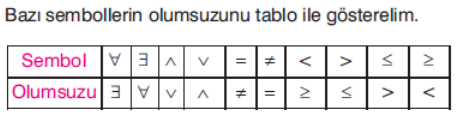 Bazı sembollerin olumsuzunu tablo ile gösterelim.
Sembol ∀ ∃ ∧ ∨ = ≠ < > ≤ ≥
Olumsuzu ∃ ∀ ∨ ∧ ≠ = ≥ ≤ > <